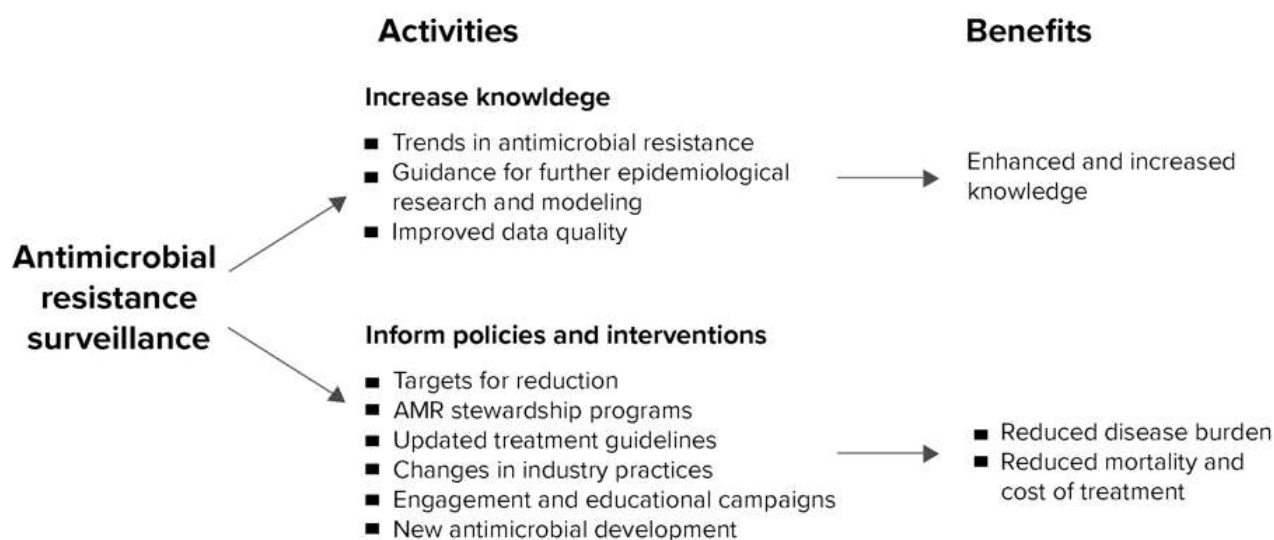 Activities
Benefits
Increase knowldege
■ Trends in antimicrobial resistance
■ Guidance for further epidemiological
research and modeling
■ Improved data quality
Enhanced and increased
knowledge
Antimicrobial
resistance
surveillance
Inform policies and interventions
■ Targets for reduction
■ AMR stewardship programs
■ Updated treatment guidelines
■ Changes in industry practices
■ Engagement and educational campaigns
■ New antimicrobial development
■ Reduced disease burden
■ Reduced mortality and
cost of treatment